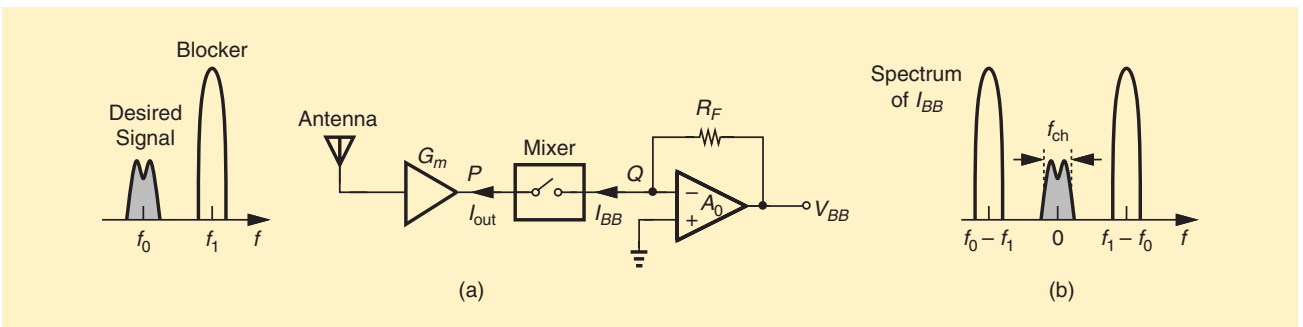 Blocker
Desired
Signal
f0
f1
f
Antenna
Gm
P
Iout
Mixer
IBB
Q
RF
−
+
A0
VBB
(a)
Spectrum
of IBB
fch
f0 – f1
0
f1 – f0
f
(b)